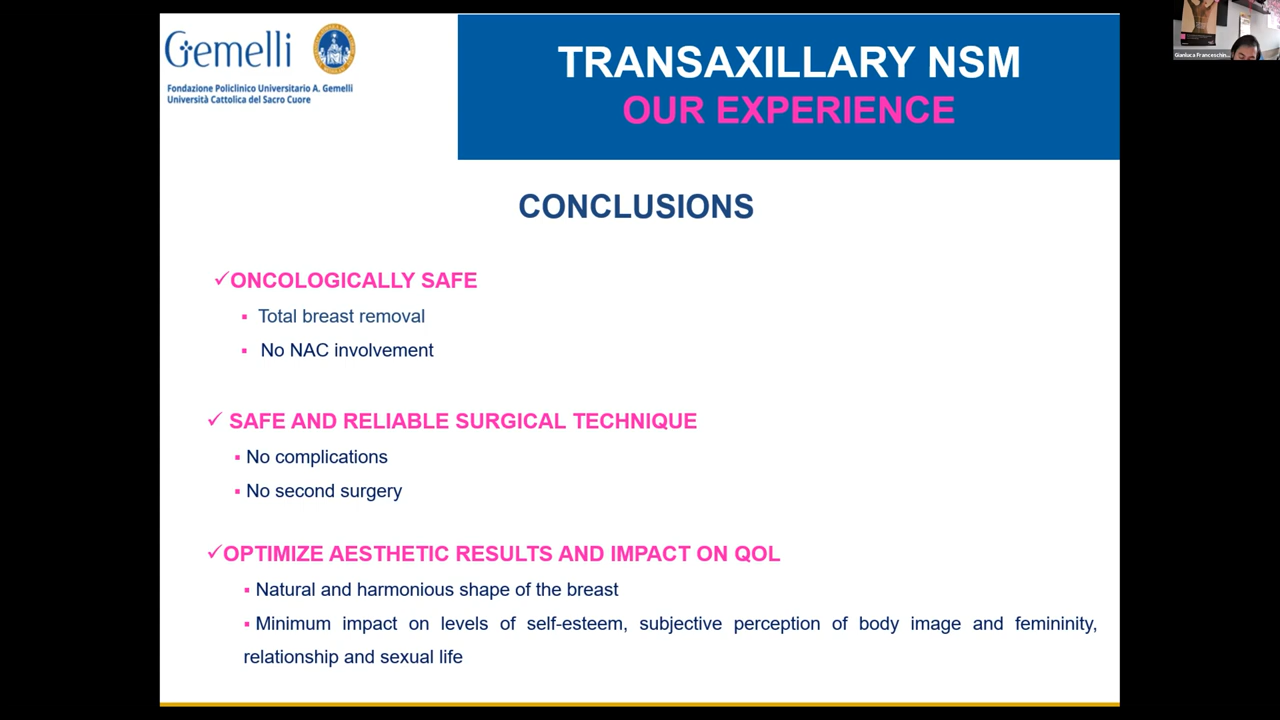 Gemelli
Fondazione Policlinico Universitario A. Gemelli
Università Cattolica del Sacro Cuore
TRANSAXILLARY NSM
OUR EXPERIENCE
Gianluca Franceschin...
CONCLUSIONS
✓ONCOLOGICALLY SAFE
▪ Total breast removal
▪ No NAC involvement
✓ SAFE AND RELIABLE SURGICAL TECHNIQUE
▪ No complications
▪ No second surgery
✓OPTIMIZE AESTHETIC RESULTS AND IMPACT ON QOL
▪ Natural and harmonious shape of the breast
▪ Minimum impact on levels of self-esteem, subjective perception of body image and femininity,
relationship and sexual life